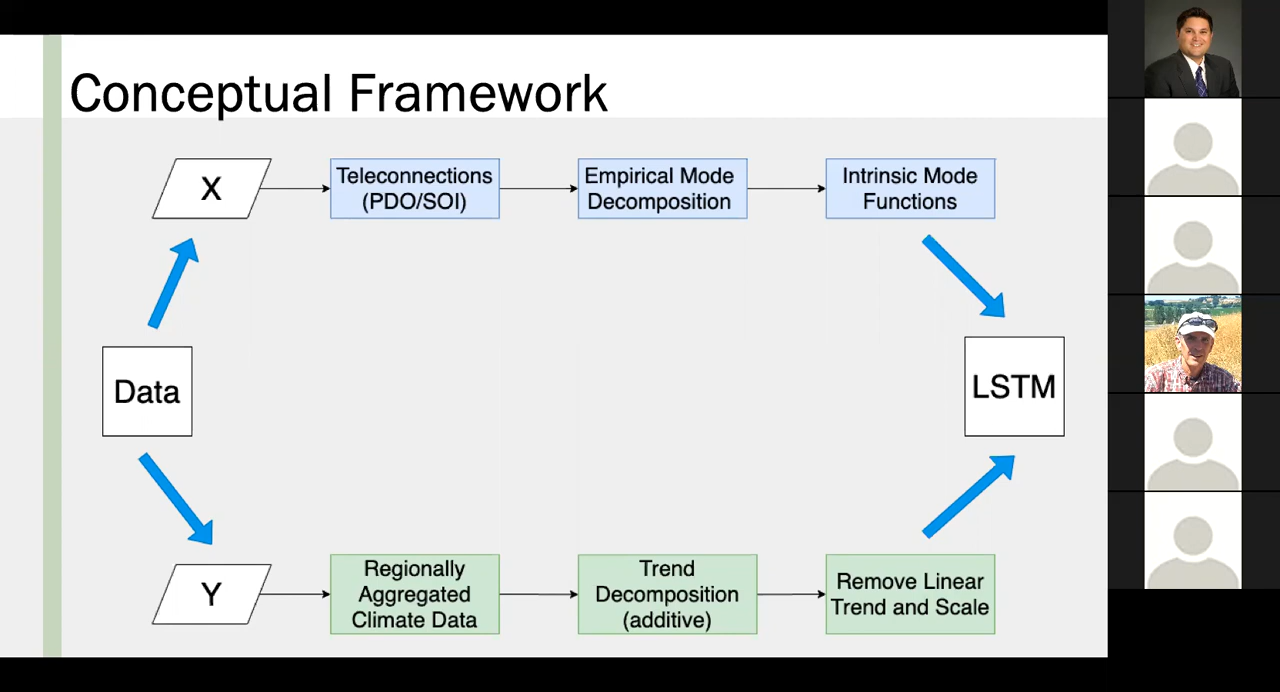 Conceptual Framework
X
Teleconnections
(PDO/SOI)
Empirical Mode
Decomposition
Intrinsic Mode
Functions
Data
LSTM
Y
Regionally
Aggregated
Climate Data
Trend
Decomposition
(additive)
Remove Linear
Trend and Scale